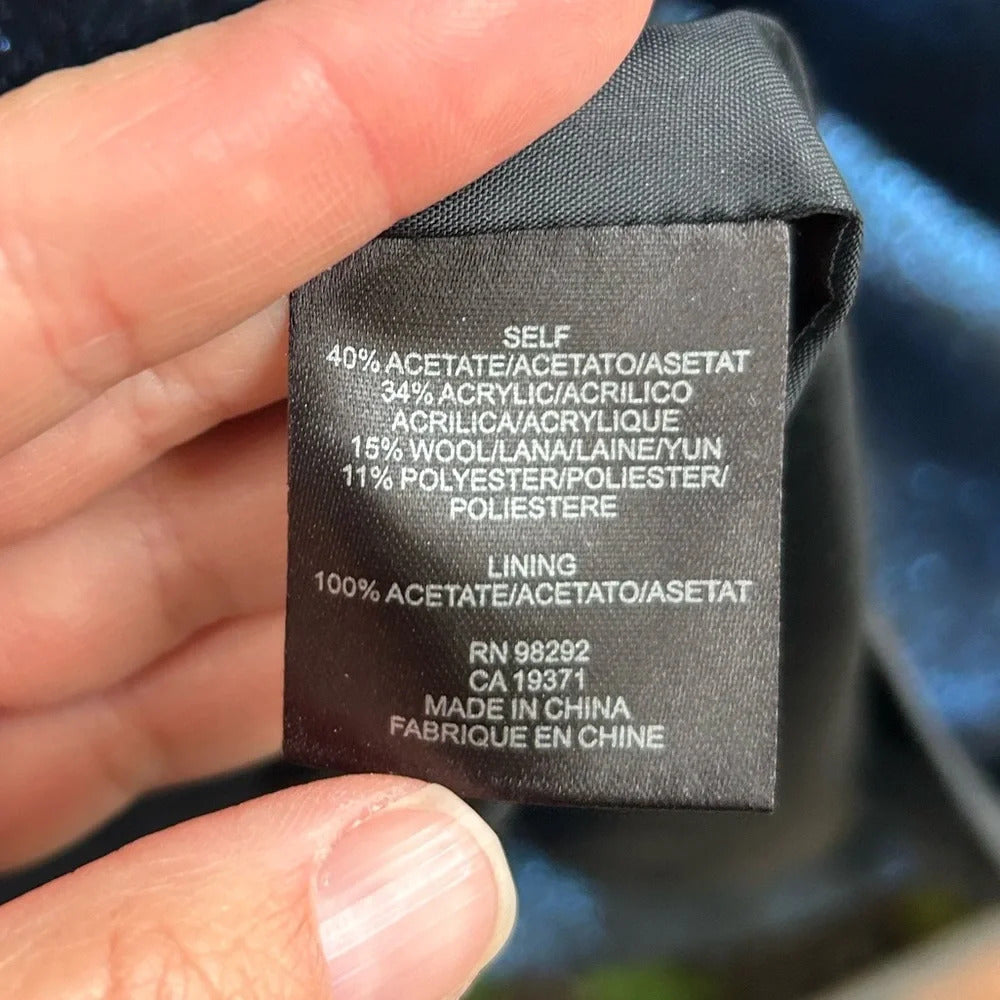 SELF
40% ACETATE/ACETATO/ASETAT
34% ACRYLIC/ACRILICO
ACRILICA/ACRYLIQUE
15% WOOL/LANA/LAINE/YUN
11% POLYESTER/POLIESTER/
POLIESTERE
LINING
100% ACETATE/ACETATO/ASETAT
RN 98292
CA 19371
MADE IN CHINA
FABRIQUE EN CHINE